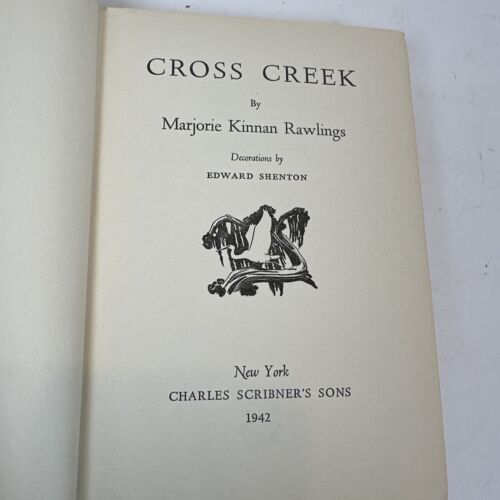 CROSS CREEK
By
Marjorie Kinnan Rawlings
Decorations by
EDWARD SHENTON
New York
CHARLES SCRIBNER'S SONS
1942